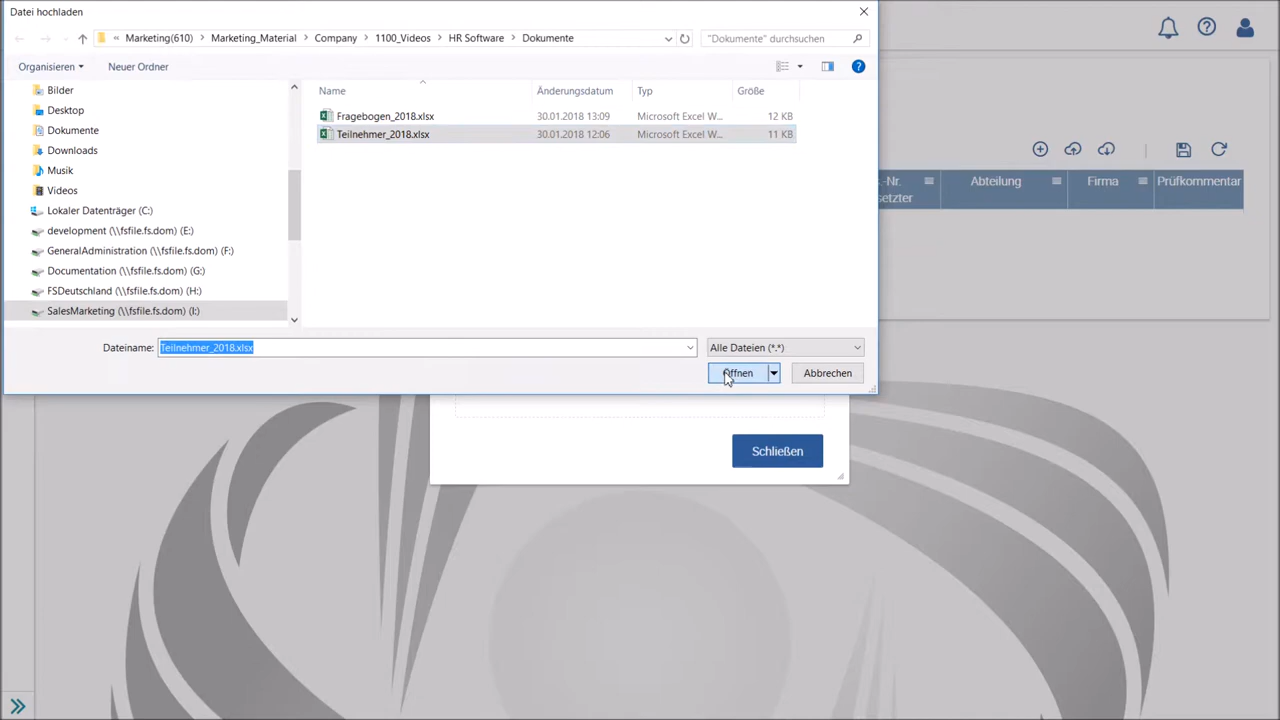 Datei hochladen
« Marketing(610) > Marketing_Material > Company > 1100_Videos > HR Software > Dokumente
"Dokumente" durchsuchen
Organisieren
Neuer Ordner
Name Änderungsdatum Typ Größe
Fragebogen_2018.xlsx 30.01.2018 13:09 Microsoft Excel W... 12 KB
Teilnehmer_2018.xlsx 30.01.2018 12:06 Microsoft Excel W... 11 KB
Bilder
Desktop
Dokumente
Downloads
Musik
Videos
Lokaler Datenträger (C:)
development (\\fsfile.fs.dom) (E:)
GeneralAdministration (\\fsfile.fs.dom) (F:)
Documentation (\\fsfile.fs.dom) (G:)
FSDeutschland (\\fsfile.fs.dom) (H:)
SalesMarketing (\\fsfile.fs.dom) (I:)
Dateiname: Teilnehmer_2018.xlsx
Alle Dateien (*.*)
Öffnen
Abbrechen
.-Nr.
setzter
Abteilung
Firma
Prüfkommentar
Schließen